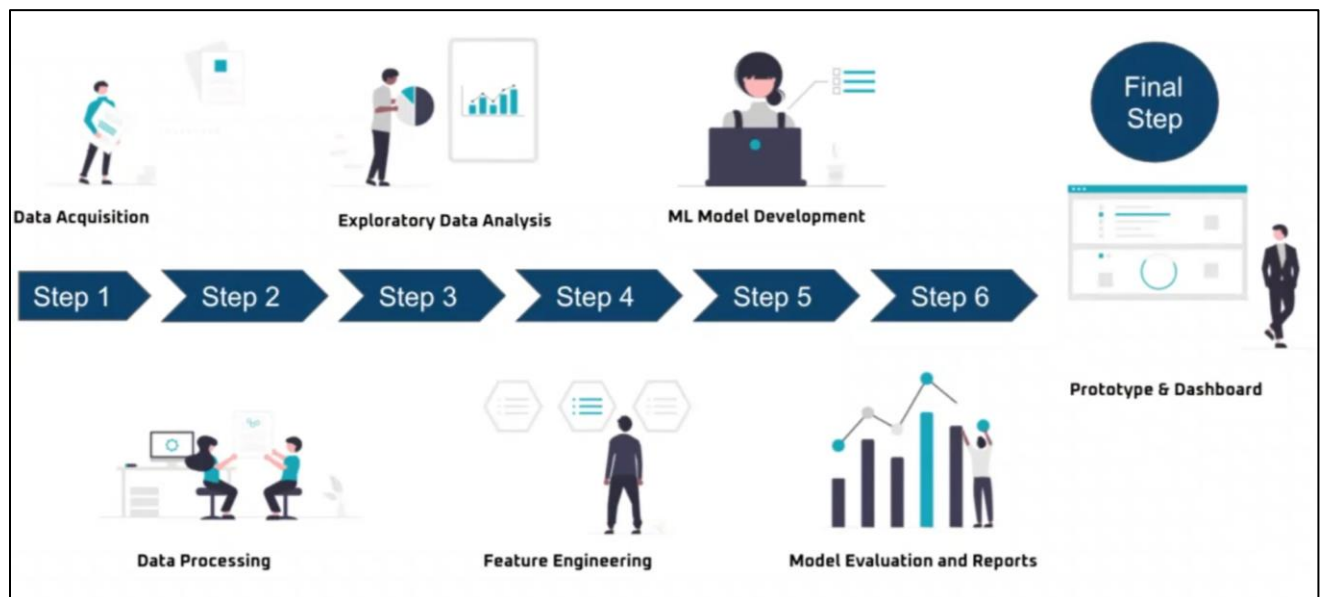 Final
Step
Data Acquisition
Exploratory Data Analysis
ML Model Development
Step 1
Step 2
Step 3
Step 4
Step 5
Step 6
Prototype & Dashboard
Data Processing
Feature Engineering
Model Evaluation and Reports